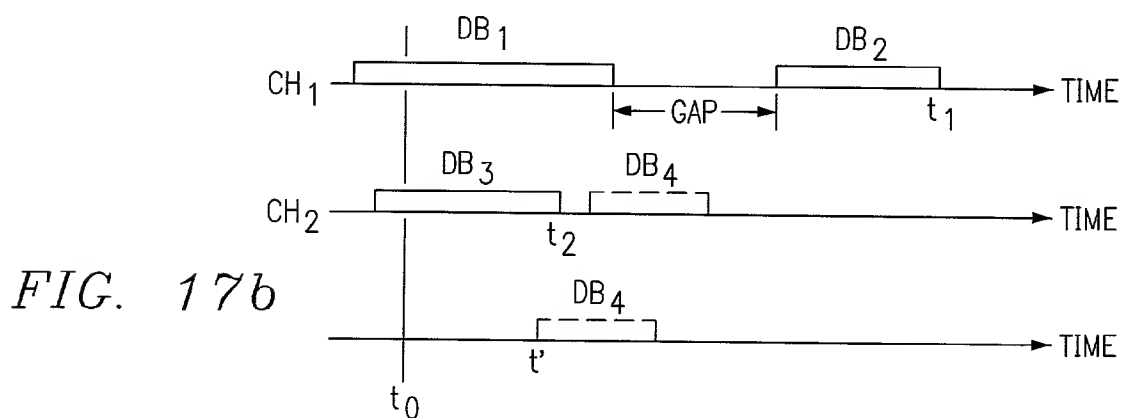 DB₁ DB₂
CH₁ TIME
GAP t₁
DB₃ DB₄
CH₂ TIME
t₂
FIG. 17b
DB₄
TIME
t'
t₀